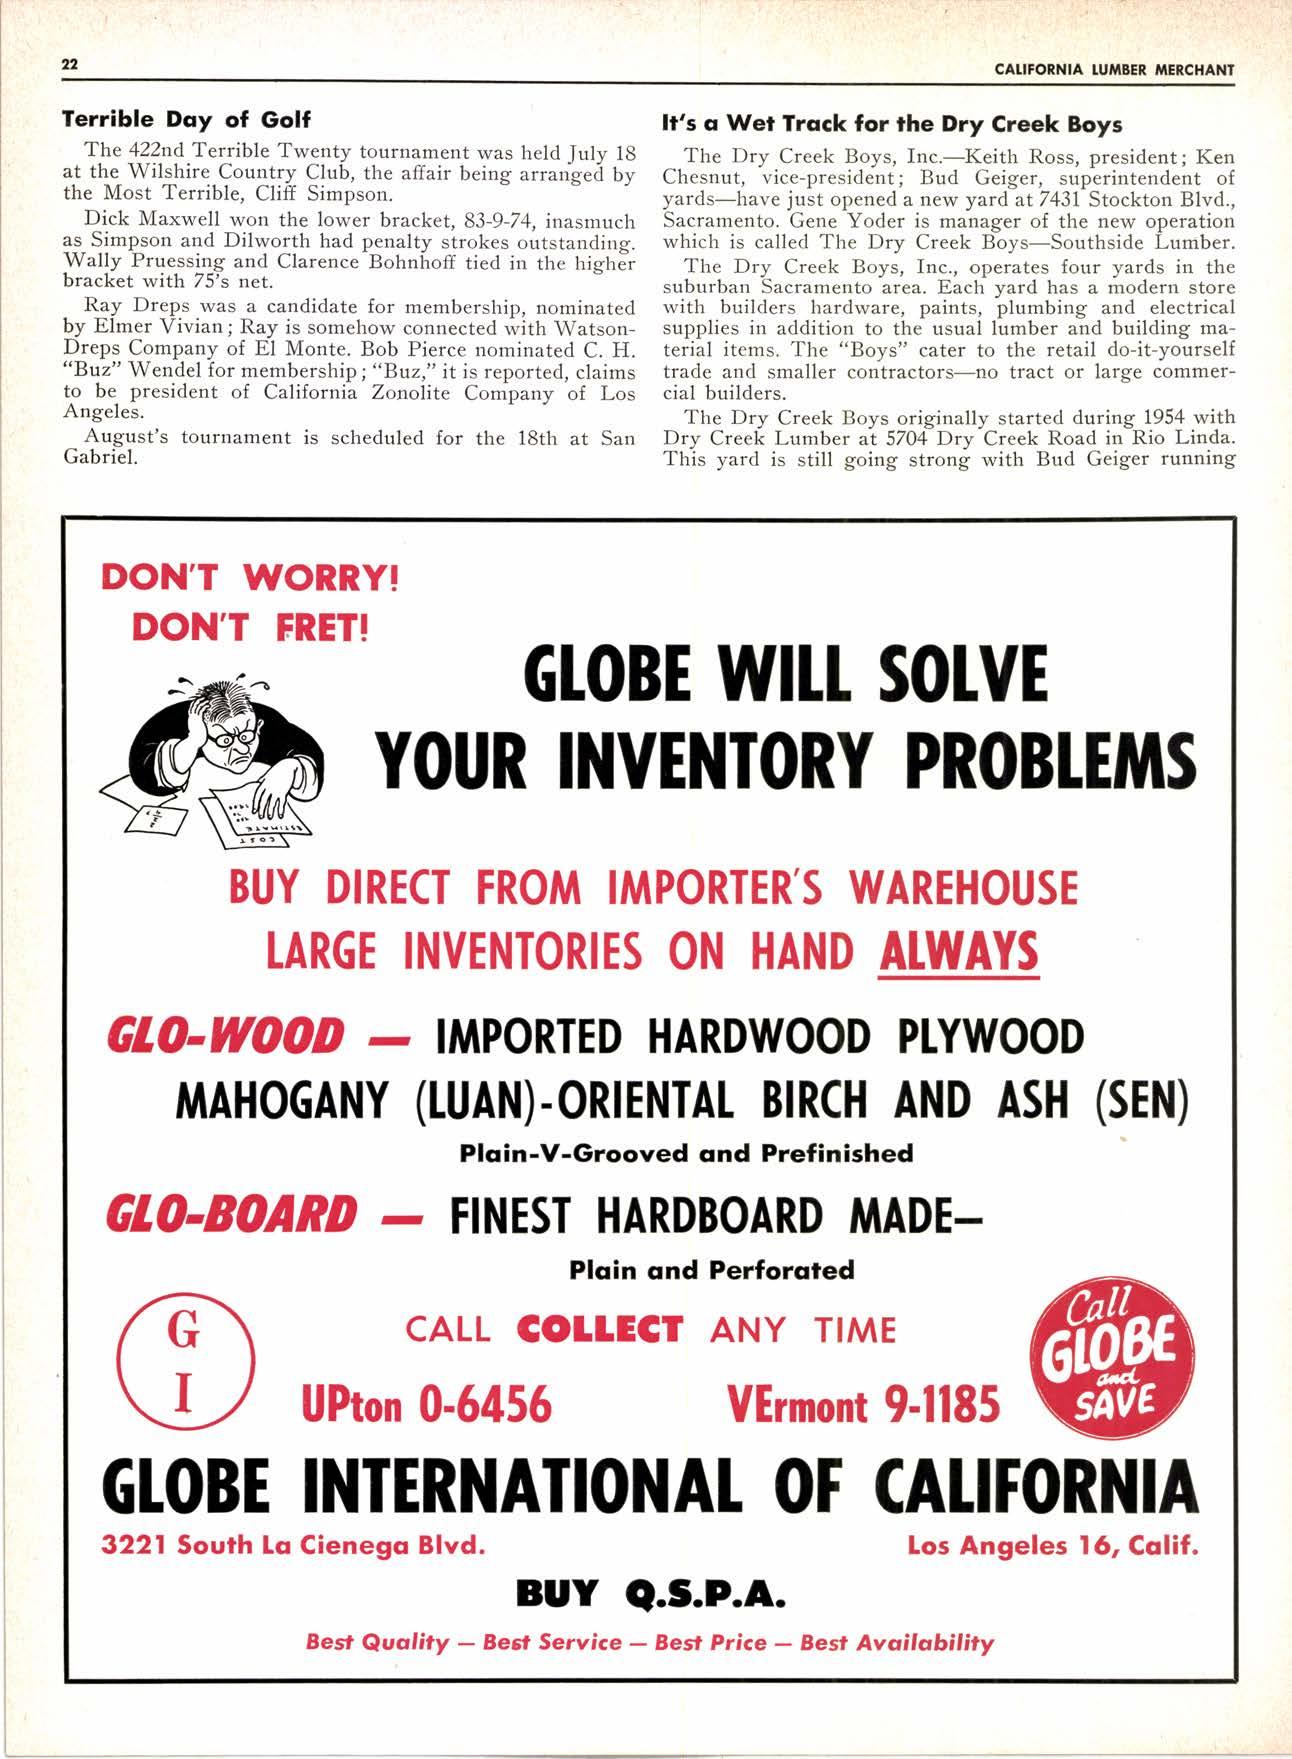 22
CALIFORNIA LUMBER MERCHANT
Terrible Day of Golf
The 422nd Terrible Twenty tournament was held July 18
at the Wilshire Country Club, the affair being arranged by
the Most Terrible, Cliff Simpson.
Dick Maxwell won the lower bracket, 83-9-74, inasmuch
as Simpson and Dilworth had penalty strokes outstanding.
Wally Pruessing and Clarence Bohnhoff tied in the higher
bracket with 75's net.
Ray Dreps was a candidate for membership, nominated
by Elmer Vivian; Ray is somehow connected with Watson-
Dreps Company of El Monte. Bob Pierce nominated C. H.
“Buz” Wendel for membership; “Buz,” it is reported, claims
to be president of California Zonolite Company of Los
Angeles.
August's tournament is scheduled for the 18th at San
Gabriel.
It's a Wet Track for the Dry Creek Boys
The Dry Creek Boys, Inc.—Keith Ross, president; Ken
Chesnut, vice-president; Bud Geiger, superintendent of
yards—have just opened a new yard at 7431 Stockton Blvd.,
Sacramento. Gene Yoder is manager of the new operation
which is called The Dry Creek Boys—Southside Lumber.
The Dry Creek Boys, Inc., operates four yards in the
suburban Sacramento area. Each yard has a modern store
with builders hardware, paints, plumbing and electrical
supplies in addition to the usual lumber and building ma-
terial items. The “Boys” cater to the retail do-it-yourself
trade and smaller contractors—no tract or large commer-
cial builders.
The Dry Creek Boys originally started during 1954 with
Dry Creek Lumber at 5704 Dry Creek Road in Rio Linda.
This yard is still going strong with Bud Geiger running
DON'T WORRY!
DON'T FRET!
GLOBE WILL SOLVE
YOUR INVENTORY PROBLEMS
ESTIMATE
COST
BUY DIRECT FROM IMPORTER'S WAREHOUSE
LARGE INVENTORIES ON HAND ALWAYS
GLO-WOOD — IMPORTED HARDWOOD PLYWOOD
MAHOGANY (LUAN)-ORIENTAL BIRCH AND ASH (SEN)
Plain-V-Grooved and Prefinished
GLO-BOARD — FINEST HARDBOARD MADE—
Plain and Perforated
G
I
CALL COLLECT ANY TIME
UPton 0-6456 VErmont 9-1185
Call
GLOBE
and
SAVE
GLOBE INTERNATIONAL OF CALIFORNIA
3221 South La Cienega Blvd. Los Angeles 16, Calif.
BUY Q.S.P.A.
Best Quality — Best Service — Best Price — Best Availability